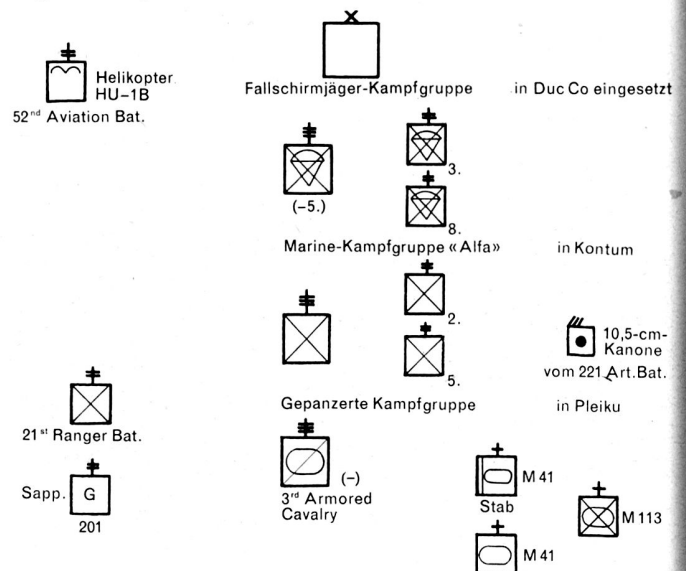 Helikopter
HU-1B
52nd Aviation Bat.
Fallschirmjäger-Kampfgruppe in Duc Co eingesetzt
(-5.)
3.
8.
Marine-Kampfgruppe «Alfa» in Kontum
2.
5.
10,5-cm-
Kanone
vom 221 Art.Bat.
21st Ranger Bat.
Gepanzerte Kampfgruppe in Pleiku
Sapp. G
201
(-)
3rd Armored
Cavalry
M 41
Stab
M 113
M 41